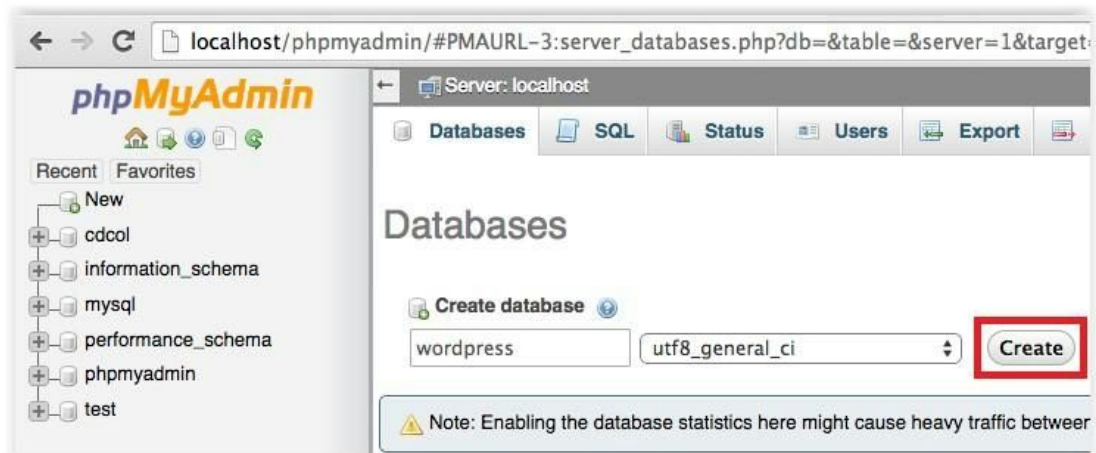 localhost/phpmyadmin/#PMAURL-3:server_databases.php?db=&table=&server=1&target
phpMyAdmin
Recent Favorites
New
cdcol
information_schema
mysql
performance_schema
phpmyadmin
test
Server: localhost
Databases SQL Status Users Export
Databases
Create database
wordpress utf8_general_ci Create
Note: Enabling the database statistics here might cause heavy traffic between